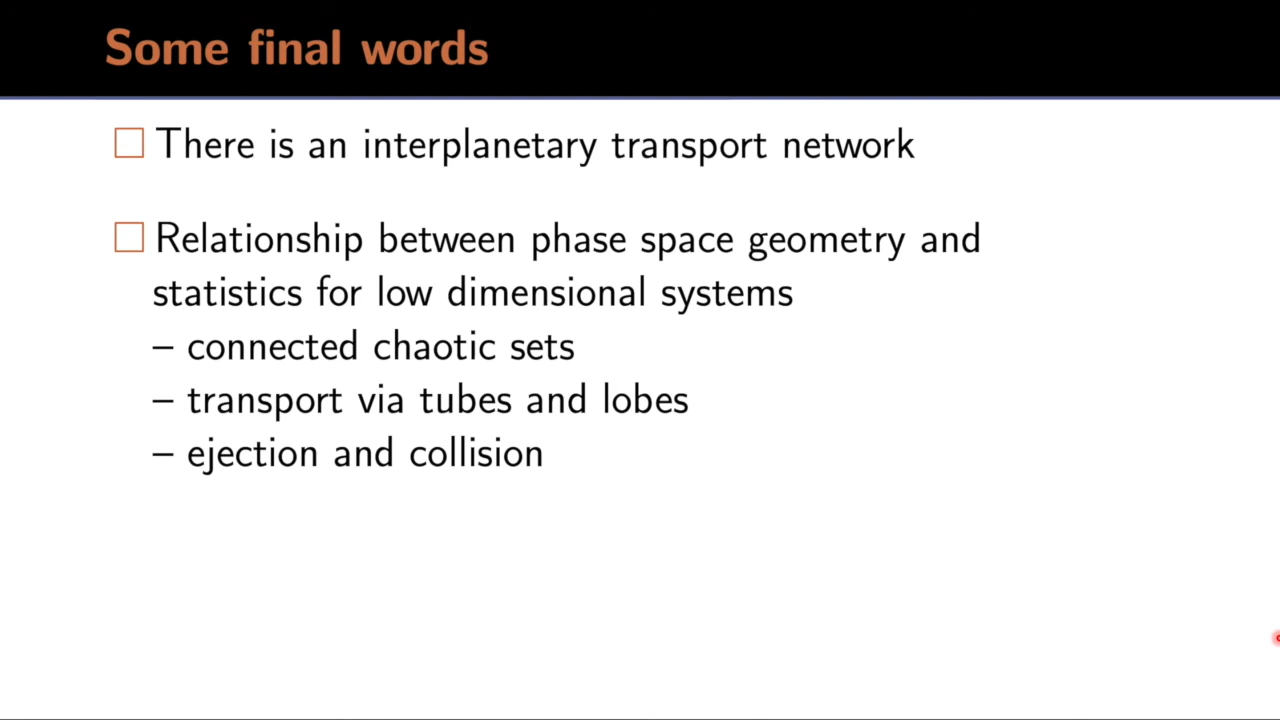 Some final words
□ There is an interplanetary transport network
□ Relationship between phase space geometry and
statistics for low dimensional systems
– connected chaotic sets
– transport via tubes and lobes
– ejection and collision